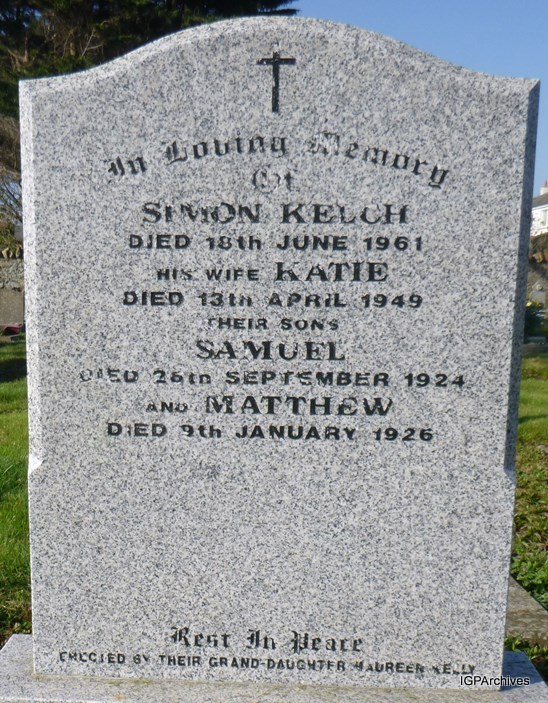 In Loving Memory
Of
SIMON KELCH
DIED 18th JUNE 1961
HIS WIFE KATIE
DIED 13th APRIL 1949
THEIR SONS
SAMUEL
DIED 26th SEPTEMBER 1924
AND MATTHEW
DIED 9th JANUARY 1926
Rest In Peace
ERECTED BY THEIR GRAND-DAUGHTER MAUREEN KELLY
IGPArchives